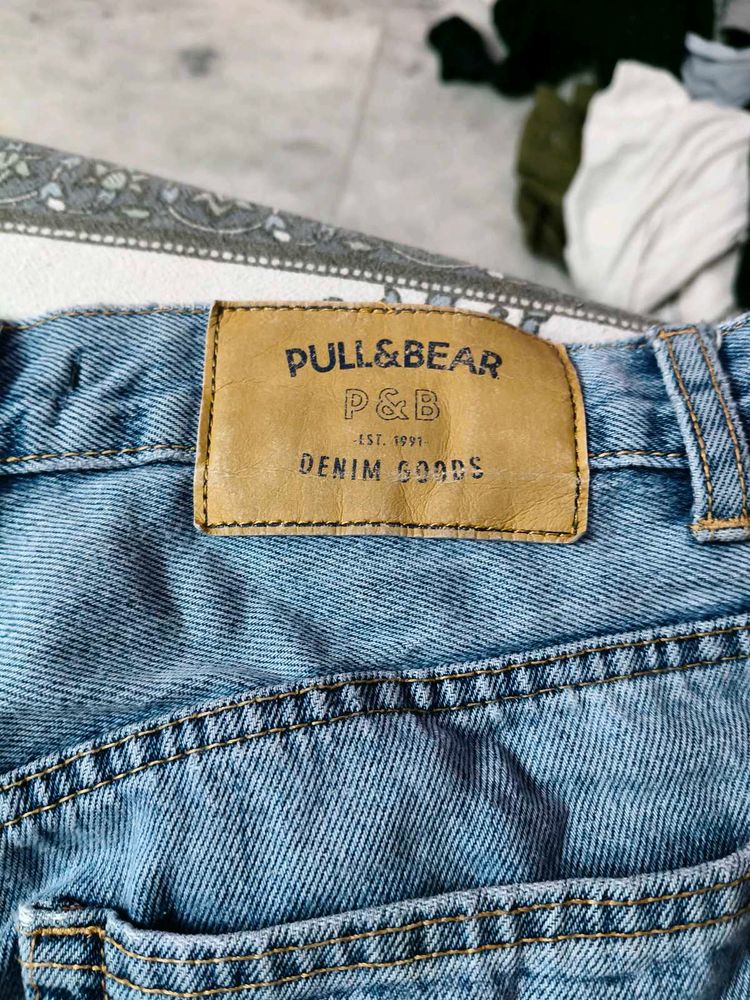 PULL&BEAR
P&B
-EST. 1991-
DENIM GOODS